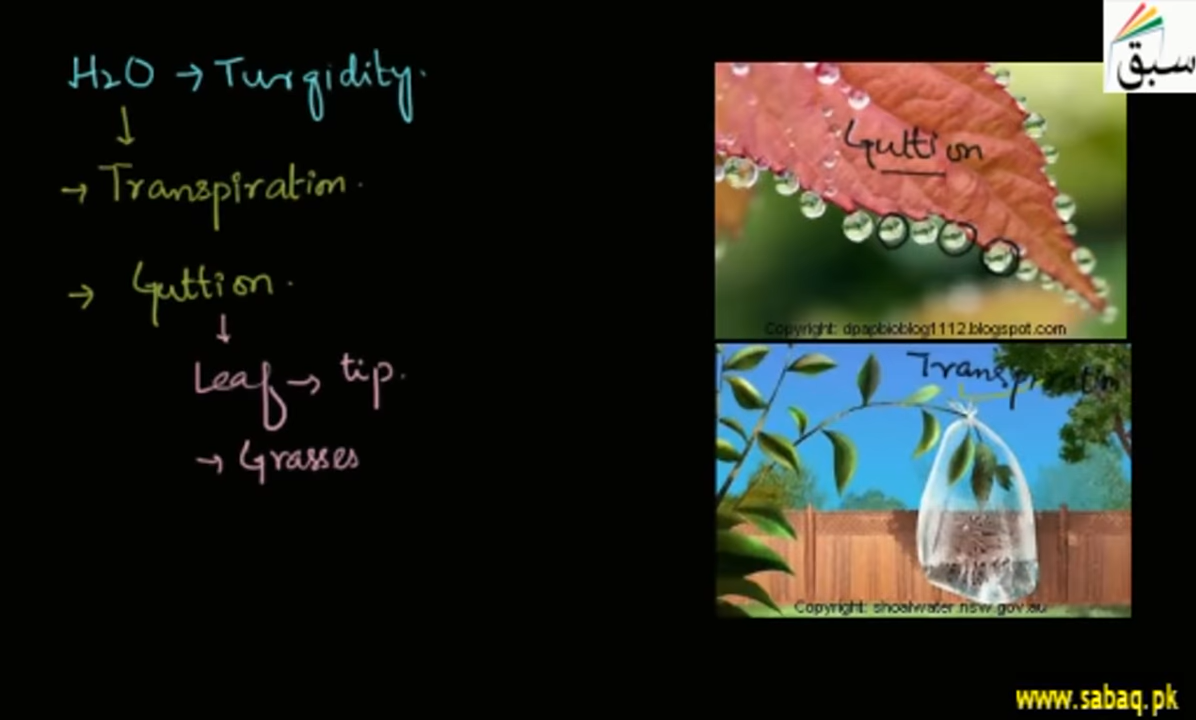 H2O → Turgidity.
↓
→ Transpiration.
→ Guttion.
↓
Leaf → tip.
→ Grasses
سبق
Guttion
Copyright: dpapbioblog1112.blogspot.com
Transpiratin
Copyright: shoalwater.nsw.gov.au
www.sabaq.pk